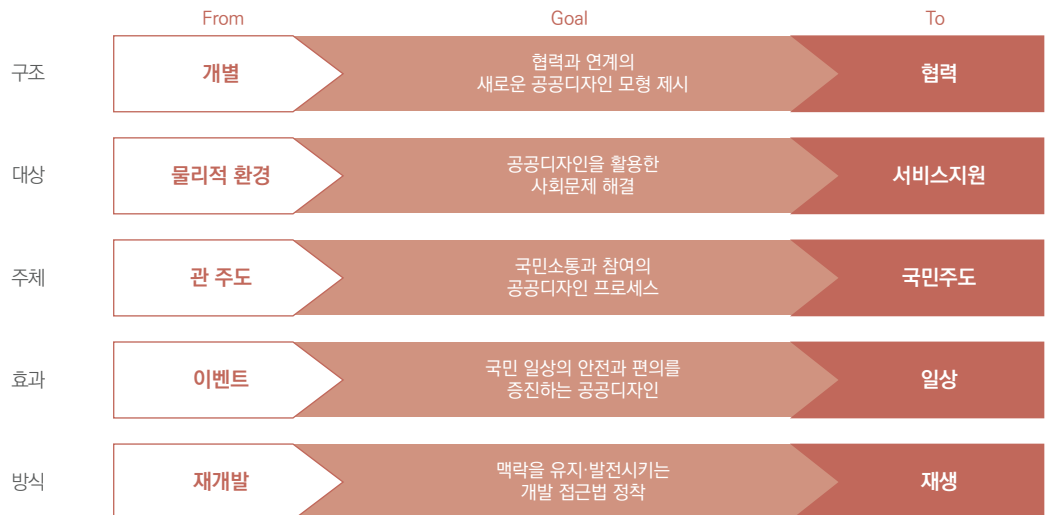 From Goal To
구조 개별 협력과 연계의 협력
새로운 공공디자인 모형 제시
대상 물리적 환경 공공디자인을 활용한 서비스지원
사회문제 해결
주체 관 주도 국민소통과 참여의 국민주도
공공디자인 프로세스
효과 이벤트 국민 일상의 안전과 편의를 일상
증진하는 공공디자인
방식 재개발 맥락을 유지·발전시키는 재생
개발 접근법 정착